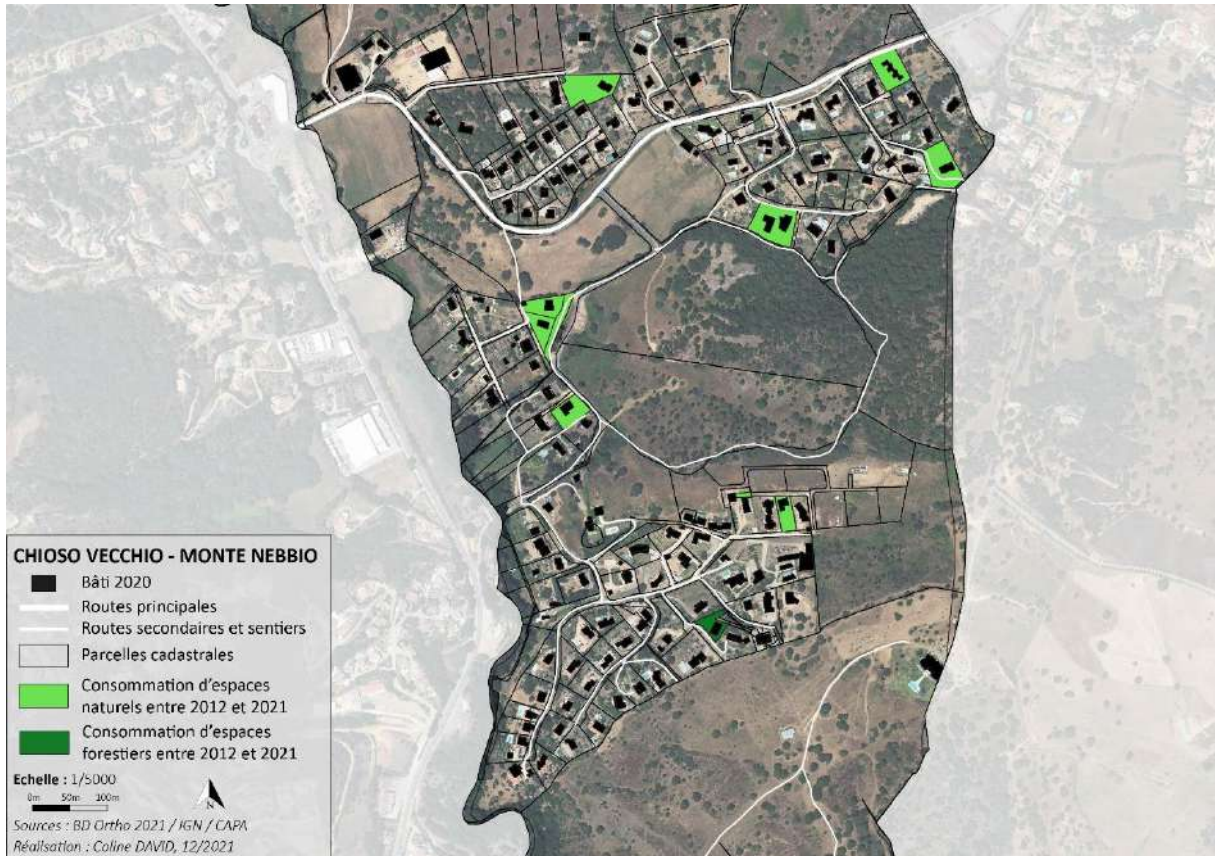 CHIOSO VECCHIO - MONTE NEBBIO
Bâti 2020
Routes principales
Routes secondaires et sentiers
Parcelles cadastrales
Consommation d'espaces
naturels entre 2012 et 2021
Consommation d'espaces
forestiers entre 2012 et 2021
Echelle : 1/5000
0m 50m 100m
N
Sources : BD Ortho 2021 / IGN / CAPA
Réalisation : Coline DAVID, 12/2021